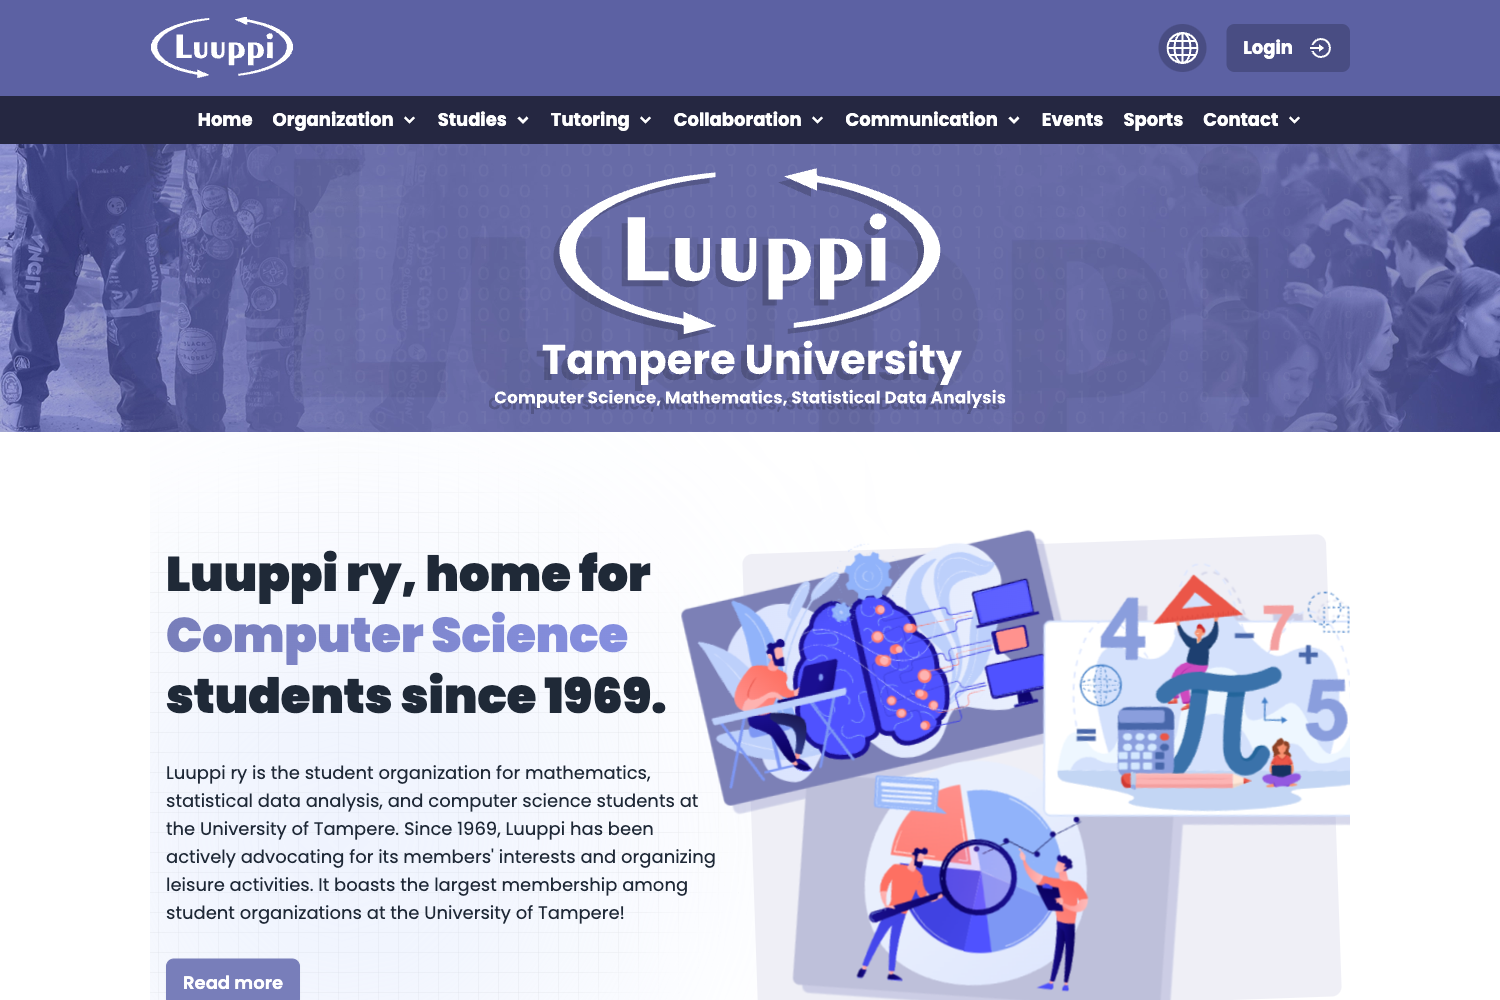 Luuppi
Login
Home Organization Studies Tutoring Collaboration Communication Events Sports Contact
Luuppi
Tampere University
Computer Science, Mathematics, Statistical Data Analysis
Luuppi ry, home for
Computer Science
students since 1969.
Luuppi ry is the student organization for mathematics,
statistical data analysis, and computer science students at
the University of Tampere. Since 1969, Luuppi has been
actively advocating for its members' interests and organizing
leisure activities. It boasts the largest membership among
student organizations at the University of Tampere!
Read more
4 -7 + 5 = π